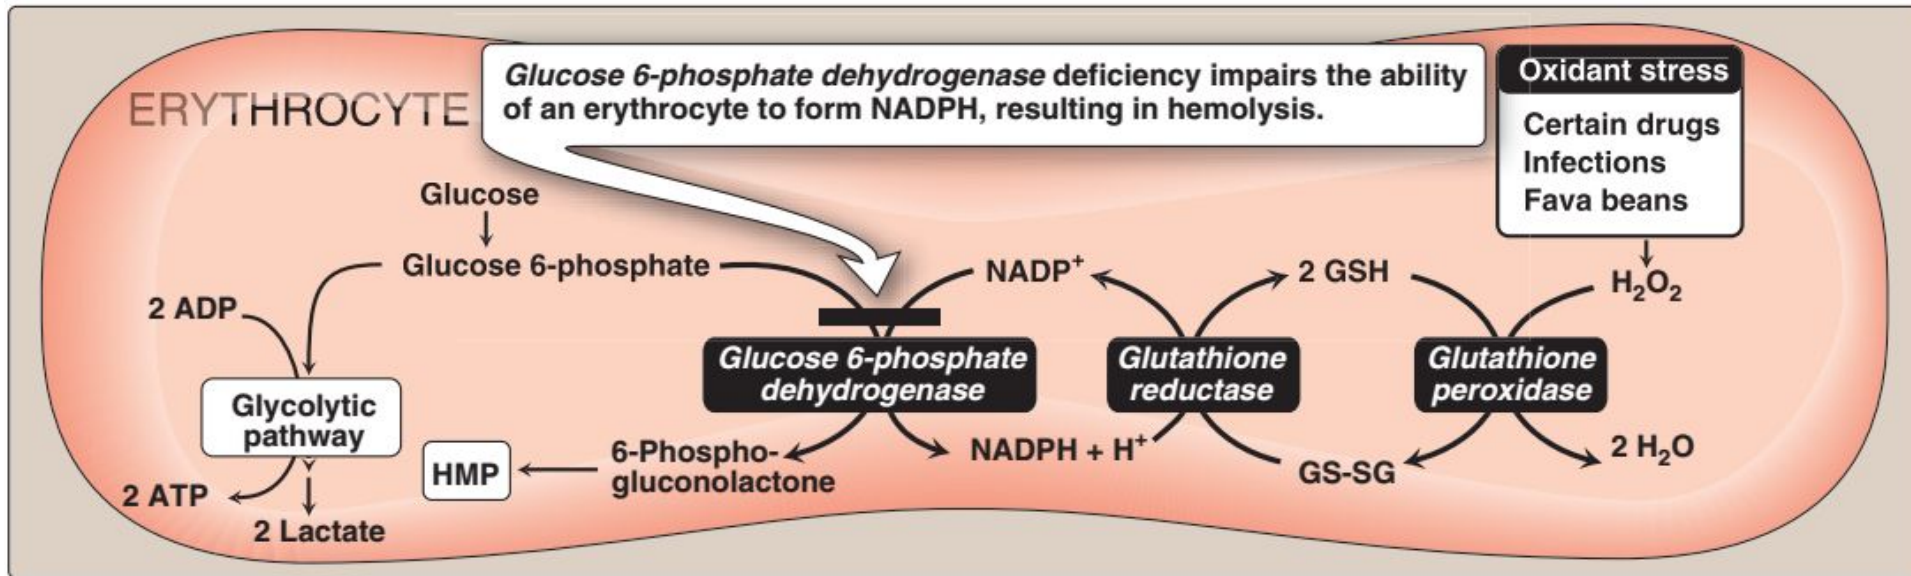 ERYTHROCYTE
Glucose 6-phosphate dehydrogenase deficiency impairs the ability
of an erythrocyte to form NADPH, resulting in hemolysis.
Oxidant stress
Certain drugs
Infections
Fava beans
Glucose
Glucose 6-phosphate
NADP⁺
2 GSH
H₂O₂
2 ADP
Glucose 6-phosphate
dehydrogenase
Glutathione
reductase
Glutathione
peroxidase
Glycolytic
pathway
2 ATP
2 Lactate
HMP
6-Phospho-
gluconolactone
NADPH + H⁺
GS-SG
2 H₂O